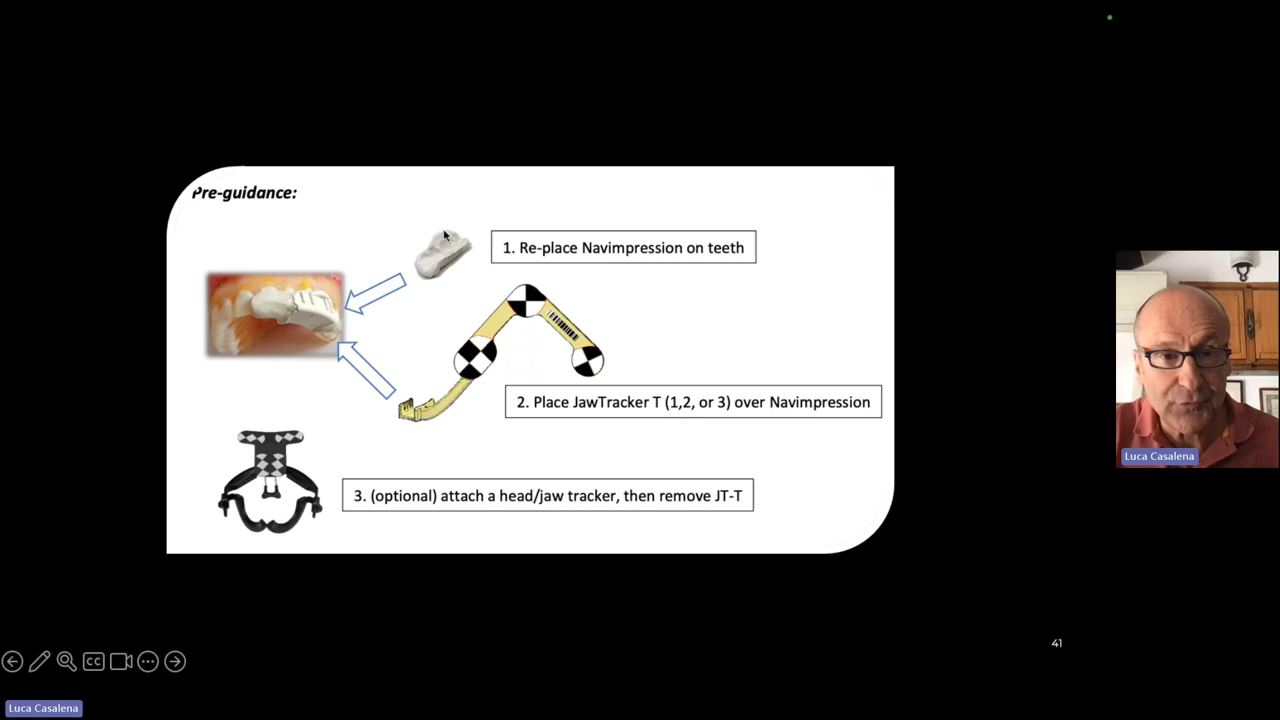 Pre-guidance:
1. Re-place Navimpression on teeth
2. Place JawTracker T (1,2, or 3) over Navimpression
3. (optional) attach a head/jaw tracker, then remove JT-T
Luca Casalena
41
CC
Luca Casalena